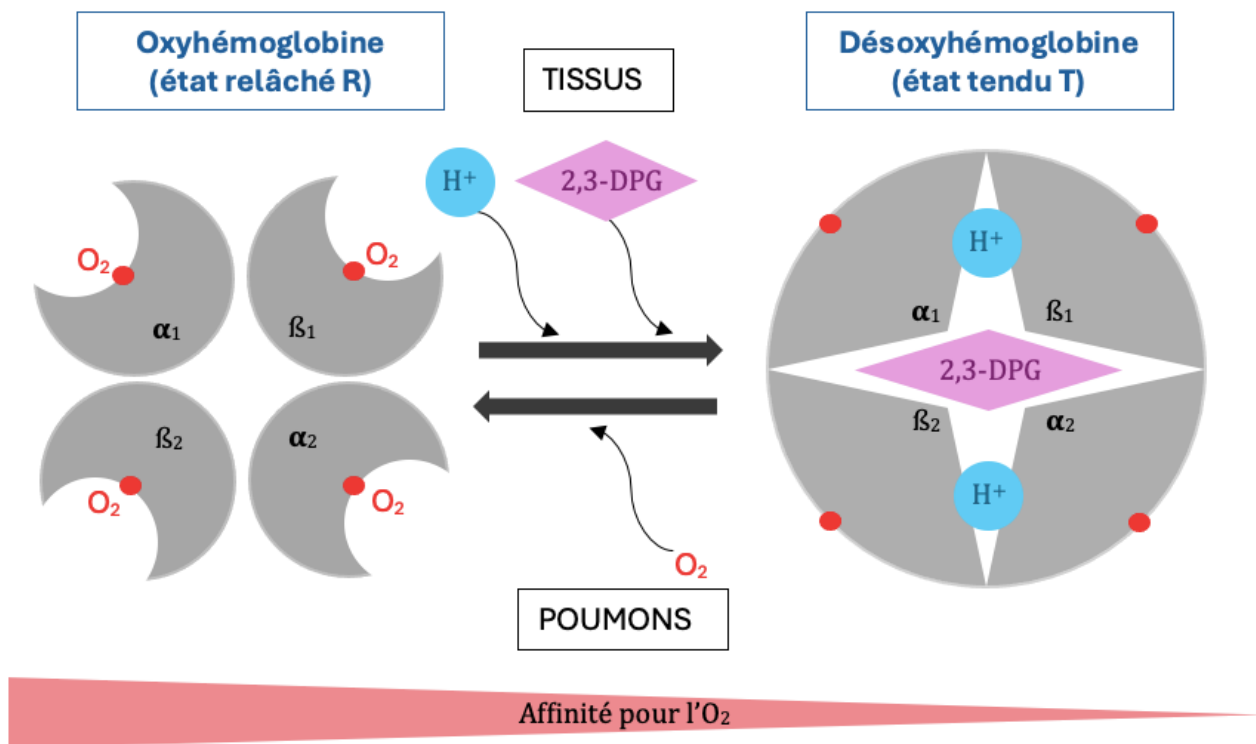 Oxyhémoglobine
(état relâché R)
TISSUS
Désoxyhémoglobine
(état tendu T)
H⁺
2,3-DPG
O₂
α₁
O₂
ß₁
ß₂
O₂
α₂
O₂
O₂
POUMONS
H⁺
α₁
ß₁
2,3-DPG
ß₂
α₂
H⁺
Affinité pour l’O₂